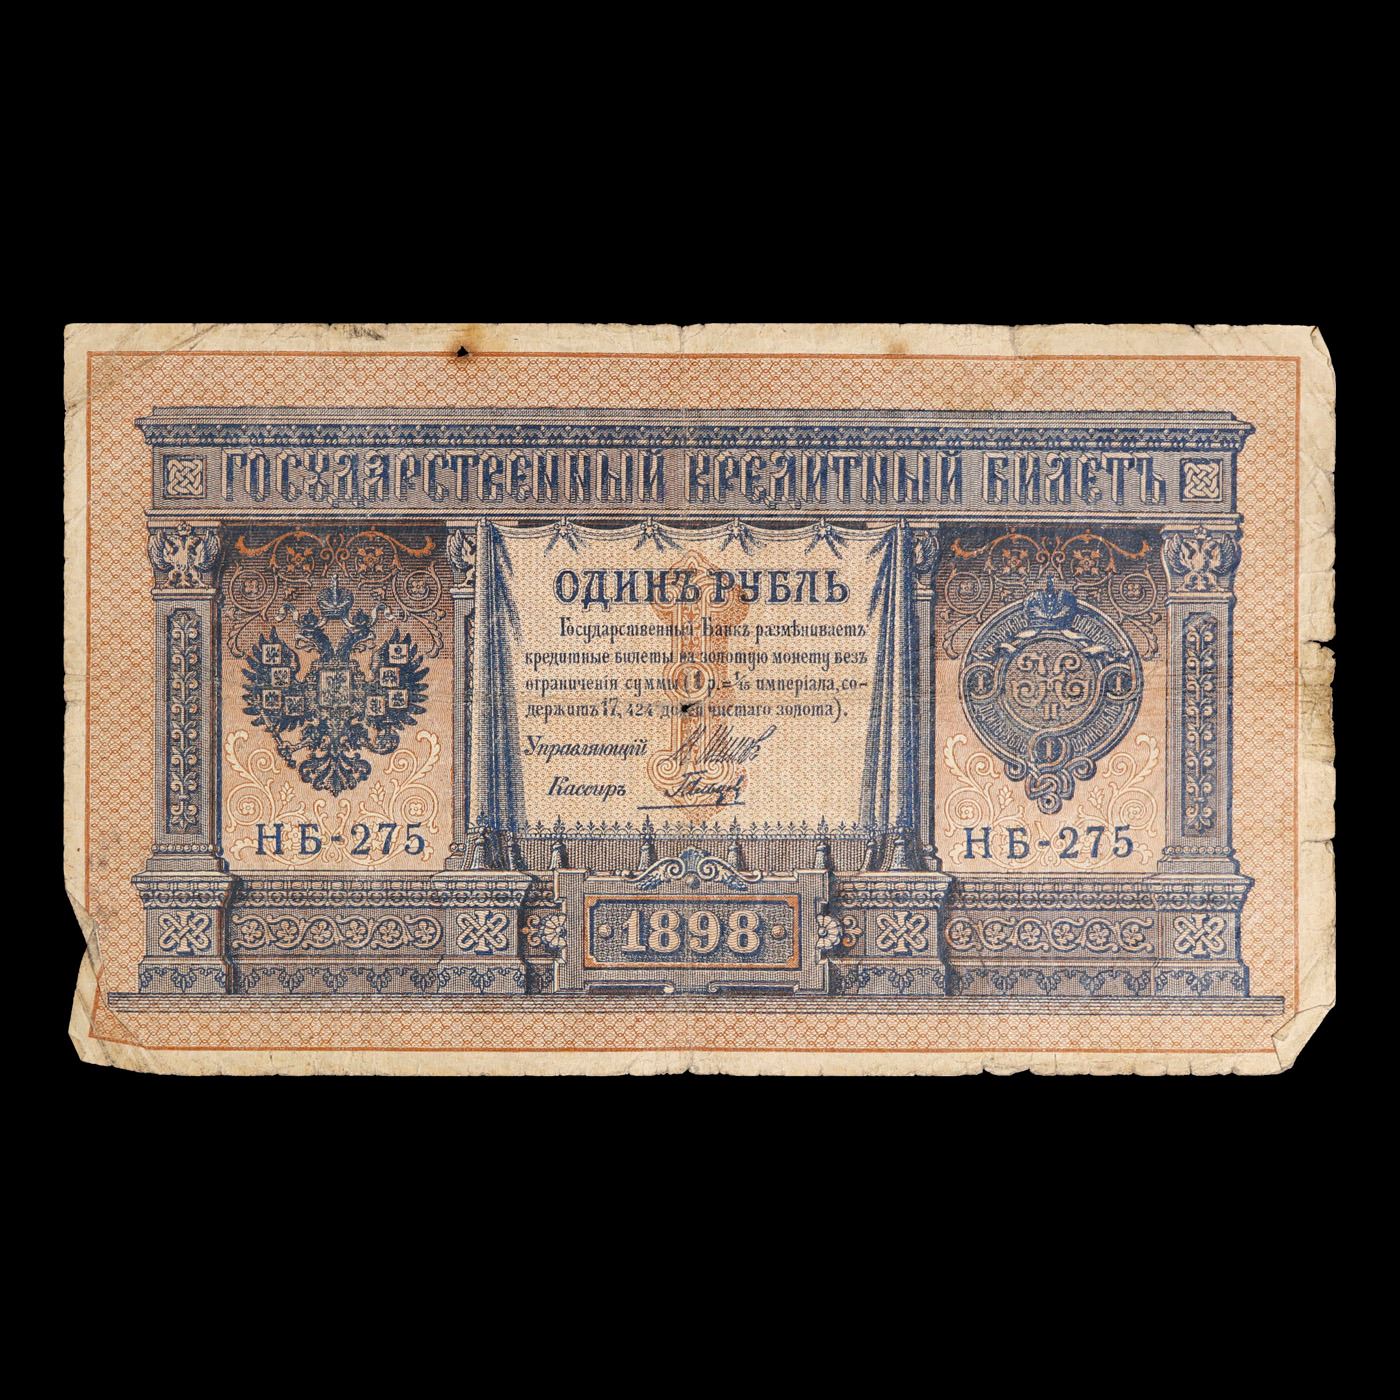 ГОСУДАРСТВЕННЫЙ КРЕДИТНЫЙ БИЛЕТЪ
ОДИНЪ РУБЛЬ
Государственный Банкъ размѣниваетъ
кредитные билеты на золотую монету безъ
ограниченія суммы (1 р.= 1/15 имперіала, со-
держитъ 17, 424 долей чистаго золота).
Управляющій
Кассиръ
НБ-275
НБ-275
1898